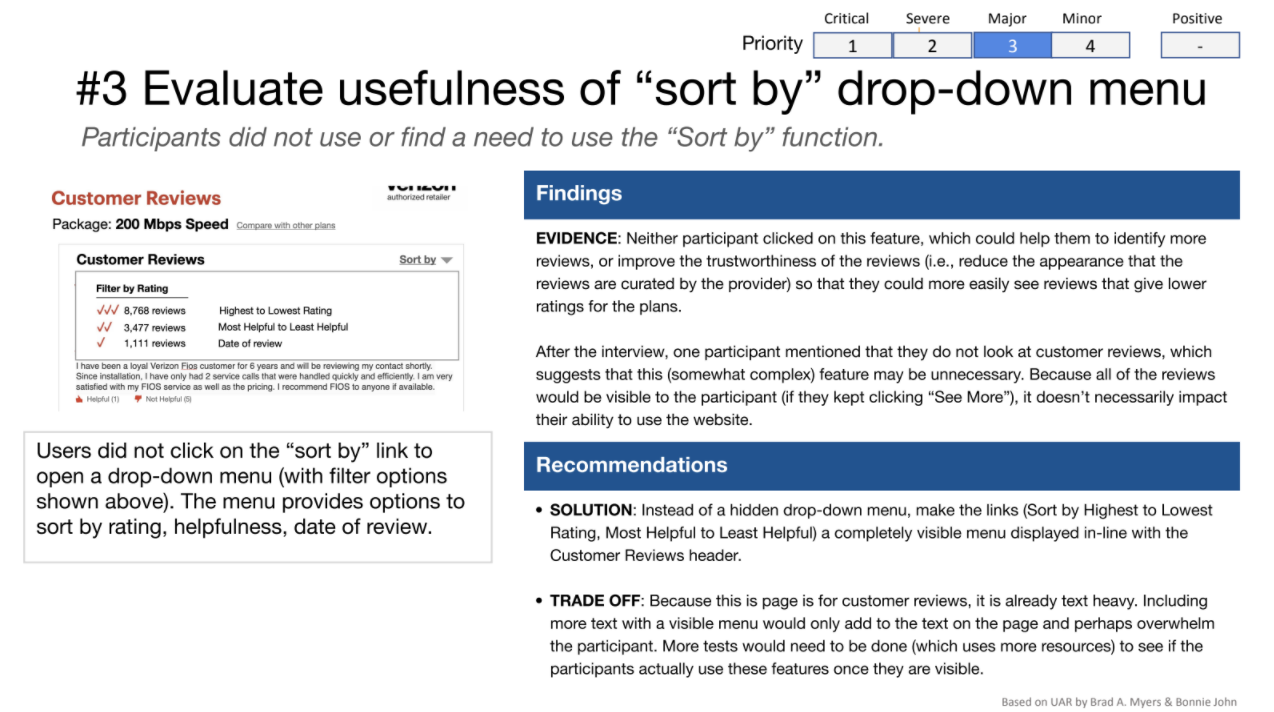 Critical Severe Major Minor Positive
Priority 1 2 3 4 -
#3 Evaluate usefulness of “sort by” drop-down menu
Participants did not use or find a need to use the “Sort by” function.
verizon
authorized retailer
Customer Reviews
Package: 200 Mbps Speed Compare with other plans
Customer Reviews Sort by
Filter by Rating
8,768 reviews Highest to Lowest Rating
3,477 reviews Most Helpful to Least Helpful
1,111 reviews Date of review
I have been a loyal Verizon Fios customer for 6 years and will be reviewing my contact shortly.
Since installation, I have only had 2 service calls that were handled quickly and efficiently. I am very
satisfied with my FIOS service as well as the pricing. I recommend FIOS to anyone if available.
Helpful (1) Not Helpful (5)
Users did not click on the “sort by” link to
open a drop-down menu (with filter options
shown above). The menu provides options to
sort by rating, helpfulness, date of review.
Findings
EVIDENCE: Neither participant clicked on this feature, which could help them to identify more
reviews, or improve the trustworthiness of the reviews (i.e., reduce the appearance that the
reviews are curated by the provider) so that they could more easily see reviews that give lower
ratings for the plans.
After the interview, one participant mentioned that they do not look at customer reviews, which
suggests that this (somewhat complex) feature may be unnecessary. Because all of the reviews
would be visible to the participant (if they kept clicking “See More”), it doesn’t necessarily impact
their ability to use the website.
Recommendations
• SOLUTION: Instead of a hidden drop-down menu, make the links (Sort by Highest to Lowest
Rating, Most Helpful to Least Helpful) a completely visible menu displayed in-line with the
Customer Reviews header.
• TRADE OFF: Because this is page is for customer reviews, it is already text heavy. Including
more text with a visible menu would only add to the text on the page and perhaps overwhelm
the participant. More tests would need to be done (which uses more resources) to see if the
participants actually use these features once they are visible.
Based on UAR by Brad A. Myers & Bonnie John